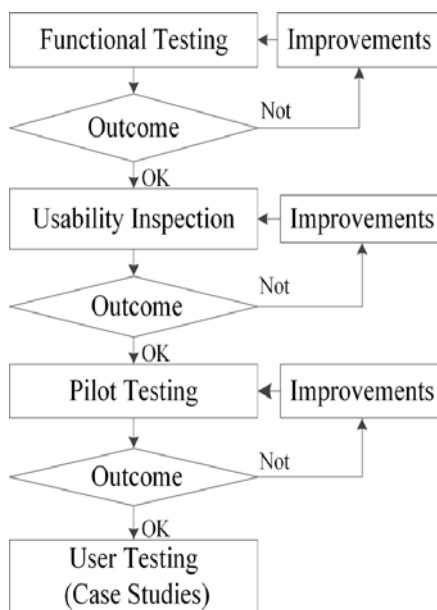 Functional Testing
Improvements
Outcome
Not
OK
Usability Inspection
Improvements
Outcome
Not
OK
Pilot Testing
Improvements
Outcome
Not
OK
User Testing
(Case Studies)